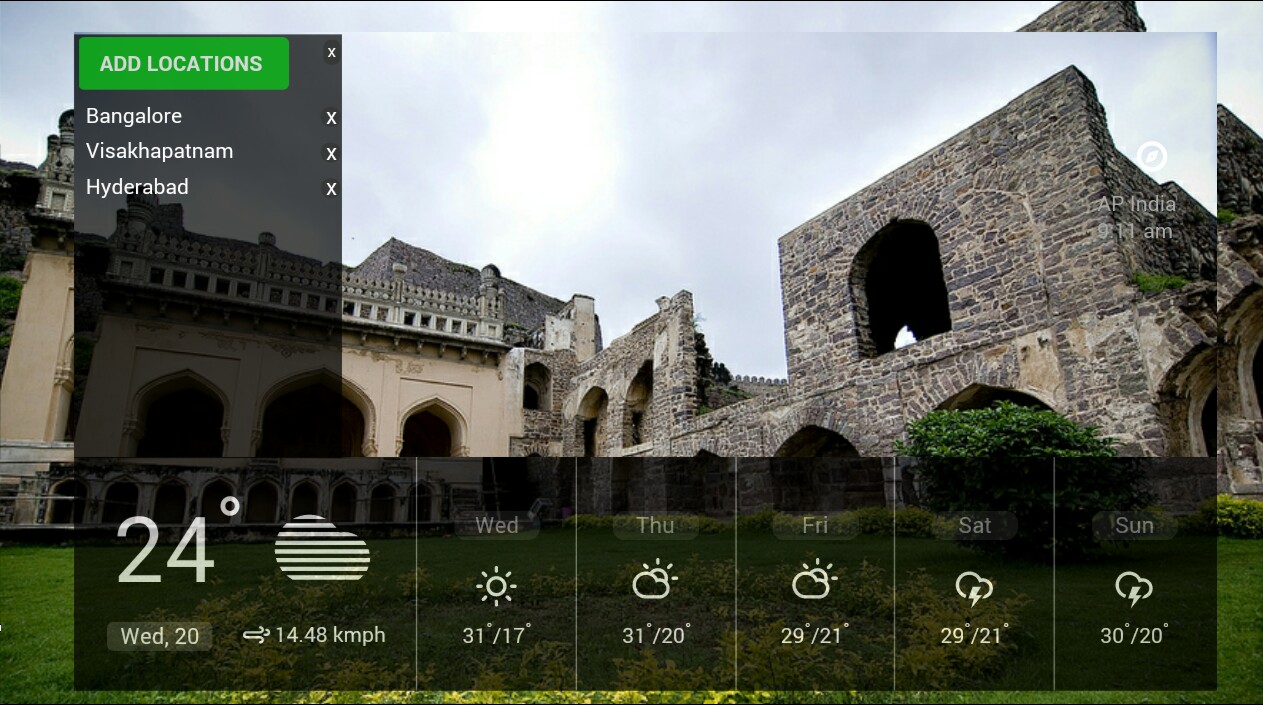 ADD LOCATIONS
x
Bangalore x
Visakhapatnam x
Hyderabad x
AP India
9:11 am
24°
Wed, 20
14.48 kmph
Wed Thu Fri Sat Sun
31°/17° 31°/20° 29°/21° 29°/21° 30°/20°